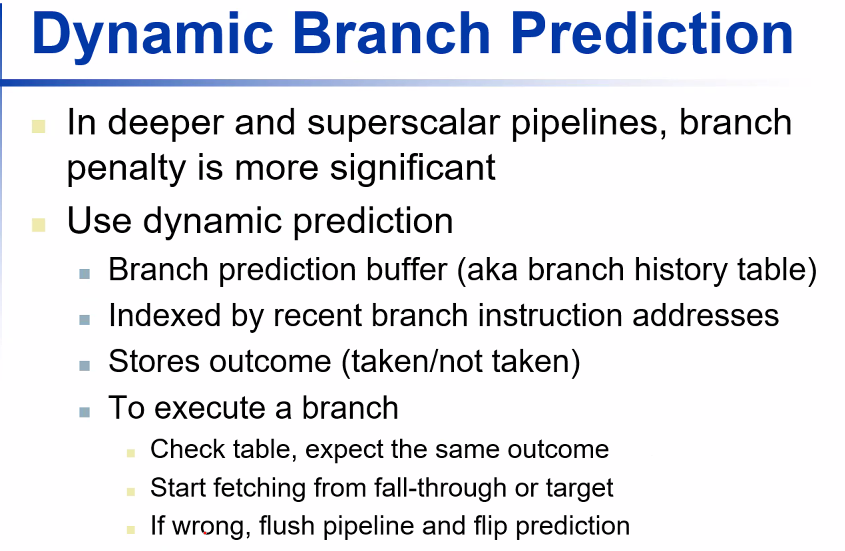 Dynamic Branch Prediction
In deeper and superscalar pipelines, branch
penalty is more significant
Use dynamic prediction
Branch prediction buffer (aka branch history table)
Indexed by recent branch instruction addresses
Stores outcome (taken/not taken)
To execute a branch
Check table, expect the same outcome
Start fetching from fall-through or target
If wrong, flush pipeline and flip prediction